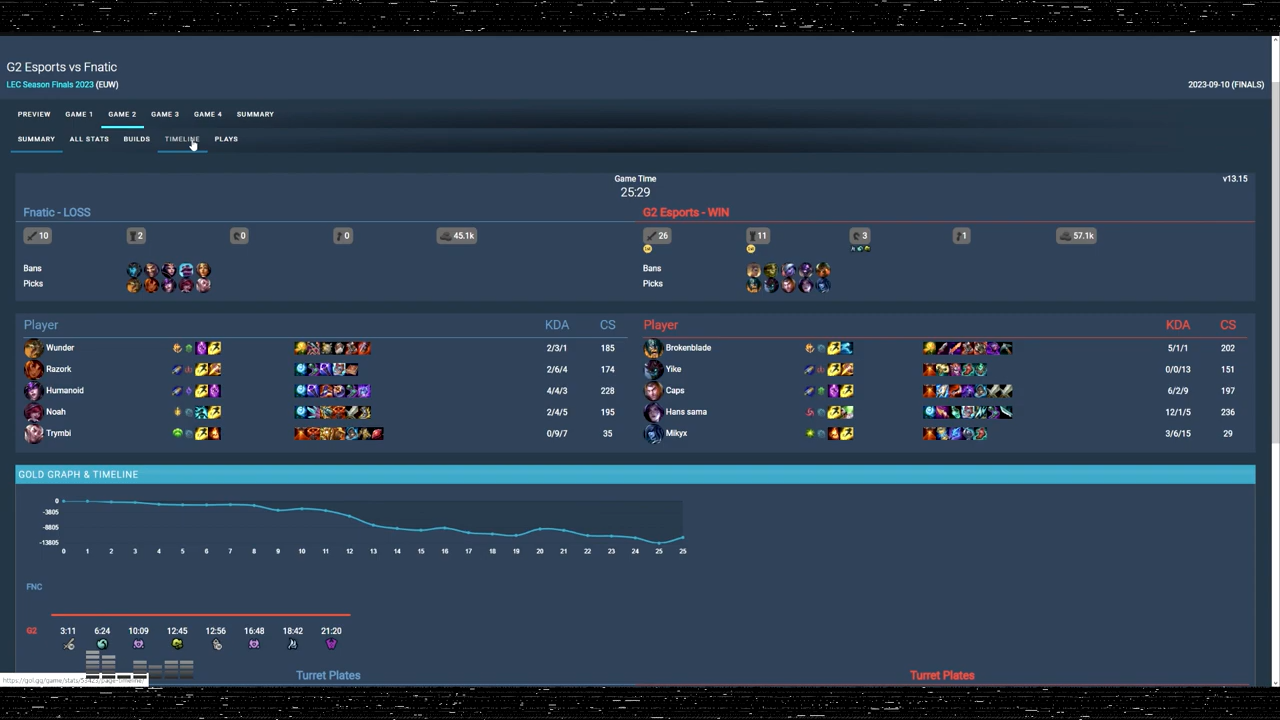 G2 Esports vs Fnatic
LEC Season Finals 2023 (EUW)
2023-09-10 (FINALS)
PREVIEW GAME 1 GAME 2 GAME 3 GAME 4 SUMMARY
SUMMARY ALL STATS BUILDS TIMELINE PLAYS
Game Time
v13.15
25:29
Fnatic - LOSS G2 Esports - WIN
10 2 0 0 45.1k 26 11 3 1 57.1k
Bans Bans
Picks Picks
Player KDA CS Player KDA CS
Wunder 2/3/1 185 Brokenblade 5/1/1 202
Razork 2/6/4 174 Yike 0/0/13 151
Humanoid 4/4/3 228 Caps 6/2/9 197
Noah 2/4/5 195 Hans sama 12/1/5 236
Trymbi 0/9/7 35 Mikyx 3/6/15 29
GOLD GRAPH & TIMELINE
0
-3805
-8805
-13805
0 1 2 3 4 5 6 7 8 9 10 11 12 13 14 15 16 17 18 19 20 21 22 23 24 25 25
FNC
G2 3:11 6:24 10:09 12:45 12:56 16:48 18:42 21:20
Turret Plates Turret Plates